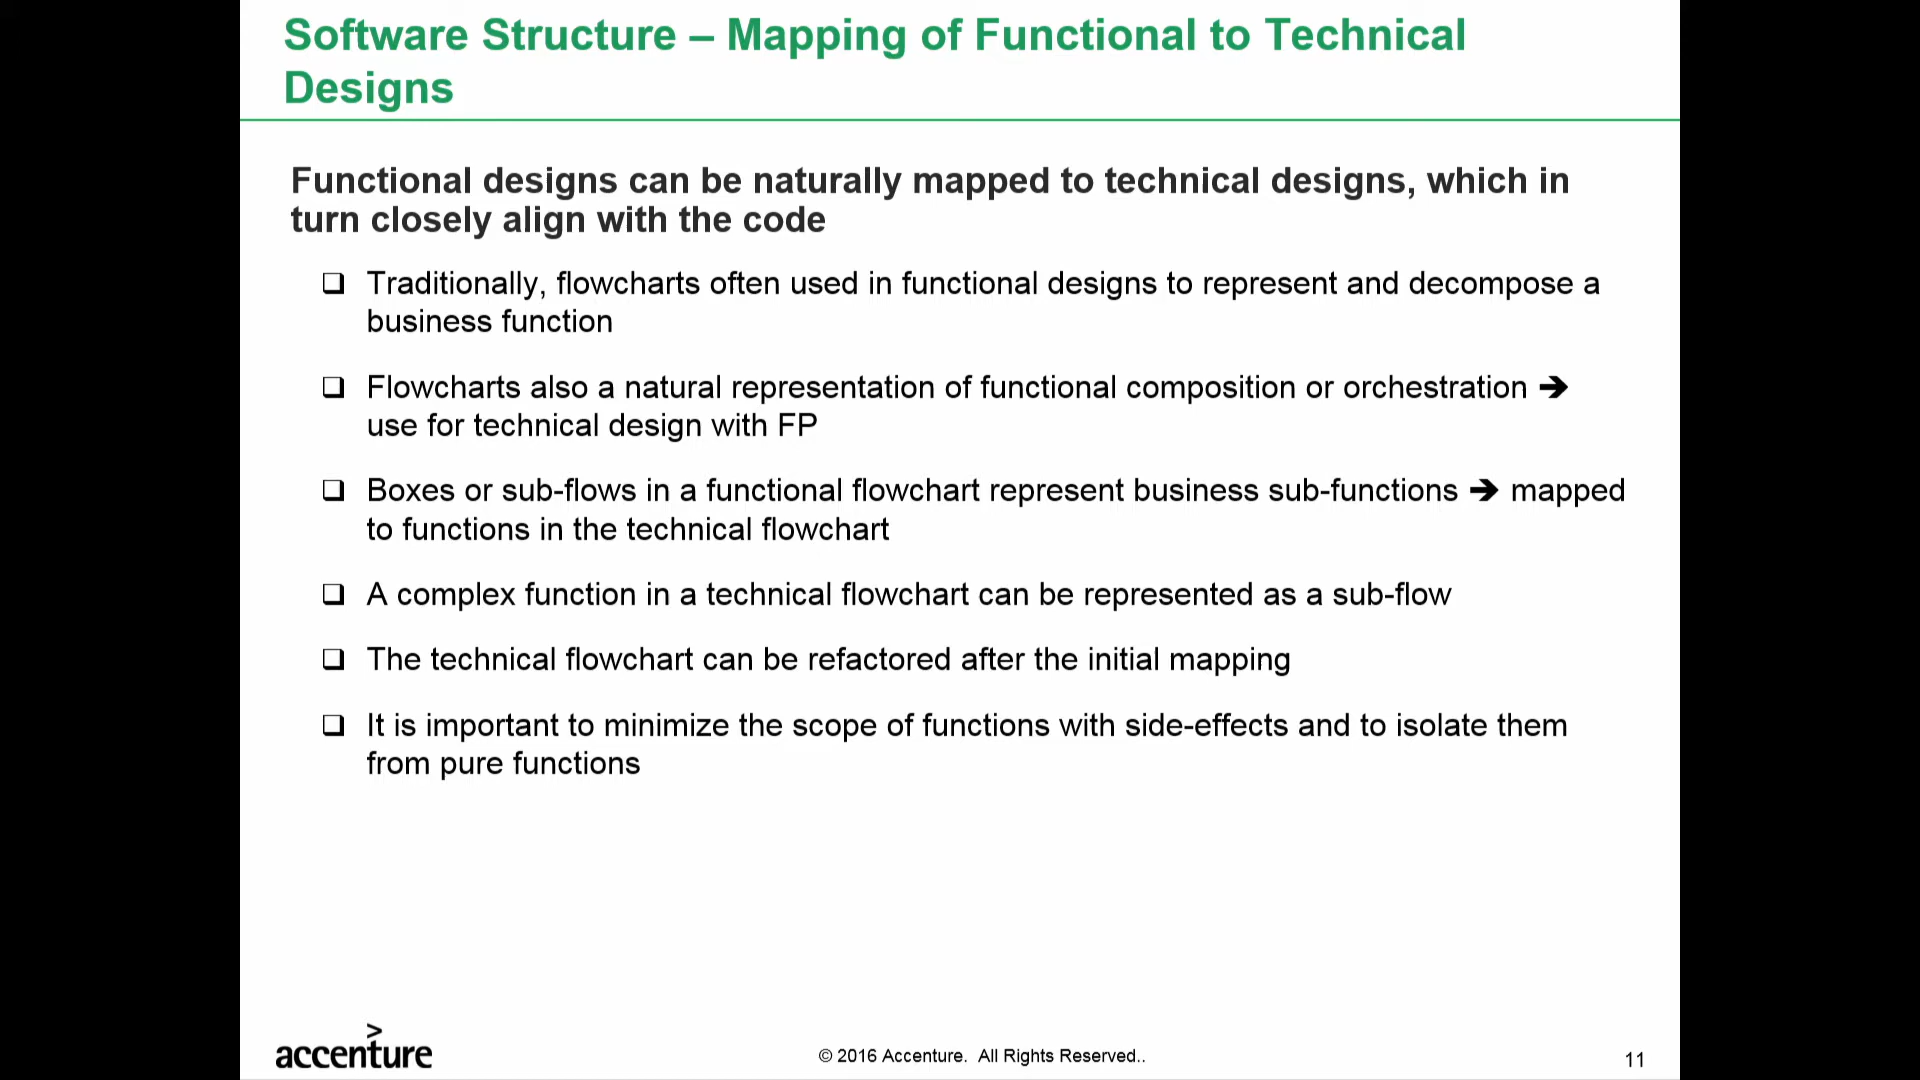 Software Structure – Mapping of Functional to Technical
Designs
Functional designs can be naturally mapped to technical designs, which in
turn closely align with the code
❑ Traditionally, flowcharts often used in functional designs to represent and decompose a
business function
❑ Flowcharts also a natural representation of functional composition or orchestration ➔
use for technical design with FP
❑ Boxes or sub-flows in a functional flowchart represent business sub-functions ➔ mapped
to functions in the technical flowchart
❑ A complex function in a technical flowchart can be represented as a sub-flow
❑ The technical flowchart can be refactored after the initial mapping
❑ It is important to minimize the scope of functions with side-effects and to isolate them
from pure functions
accenture
© 2016 Accenture. All Rights Reserved..
11